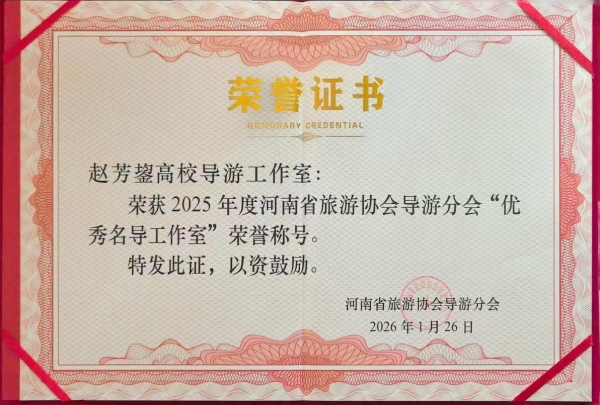 荣誉证书
HONORARY CREDENTIAL
赵芳鋆高校导游工作室：
荣获 2025 年度河南省旅游协会导游分会“优
秀名导工作室”荣誉称号。
特发此证，以资鼓励。
河南省旅游协会导游分会
2026 年 1 月 26 日